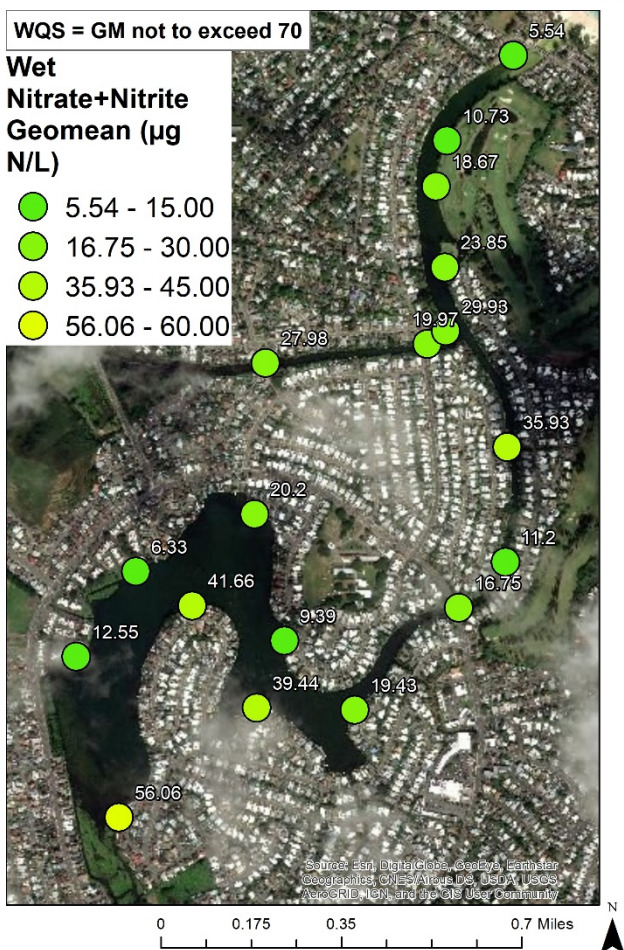 WQS = GM not to exceed 70
Wet
Nitrate+Nitrite
Geomean (µg
N/L)
5.54 - 15.00
16.75 - 30.00
35.93 - 45.00
56.06 - 60.00
5.54
10.73
18.67
23.85
29.93
19.97
27.98
35.93
20.2
11.2
6.33
16.75
41.66
9.39
12.55
39.44
19.43
56.06
Source: Esri, DigitalGlobe, GeoEye, Earthstar
Geographics, CNES/Airbus DS, USDA, USGS,
AeroGRID, IGN, and the GIS User Community
N
0 0.175 0.35 0.7 Miles